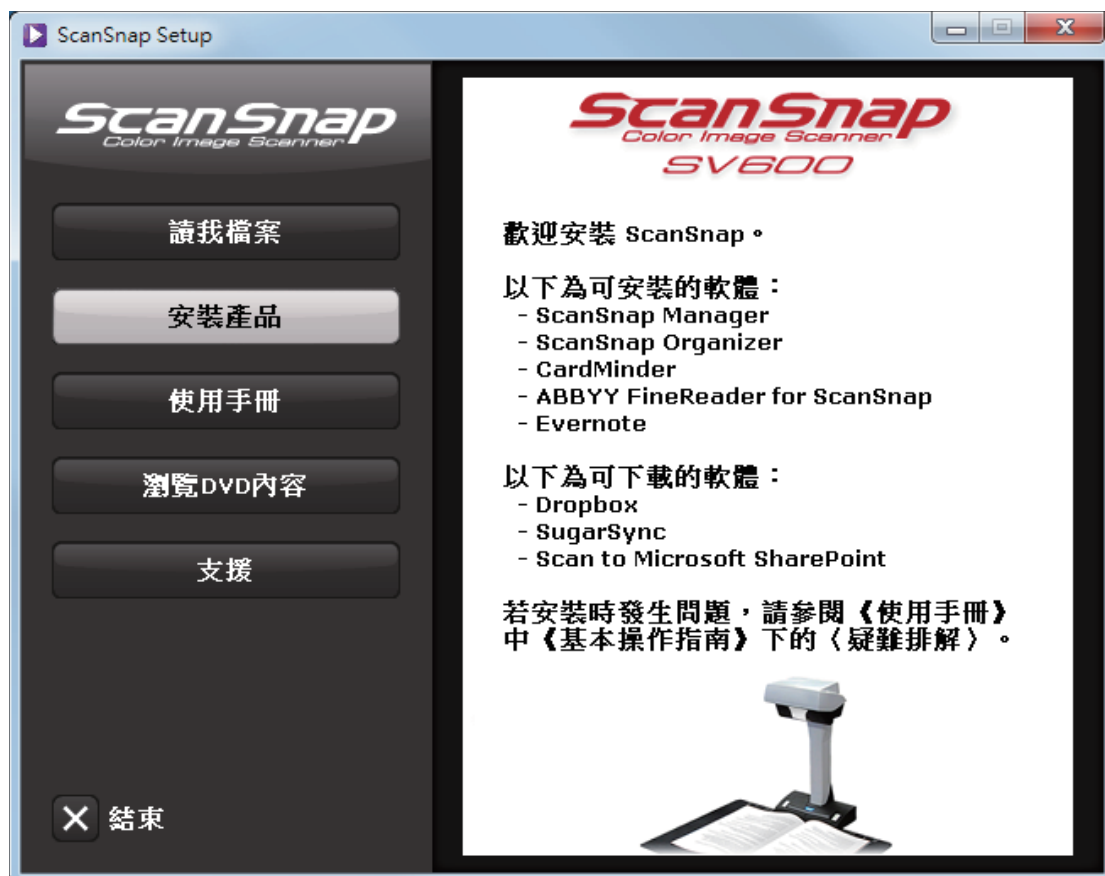 ScanSnap Setup
ScanSnap
Color Image Scanner
讀我檔案
安裝產品
使用手冊
瀏覽DVD內容
支援
結束
ScanSnap
Color Image Scanner
SV600
歡迎安裝 ScanSnap。
以下為可安裝的軟體：
- ScanSnap Manager
- ScanSnap Organizer
- CardMinder
- ABBYY FineReader for ScanSnap
- Evernote
以下為可下載的軟體：
- Dropbox
- SugarSync
- Scan to Microsoft SharePoint
若安裝時發生問題，請參閱《使用手冊》
中《基本操作指南》下的〈疑難排解〉。